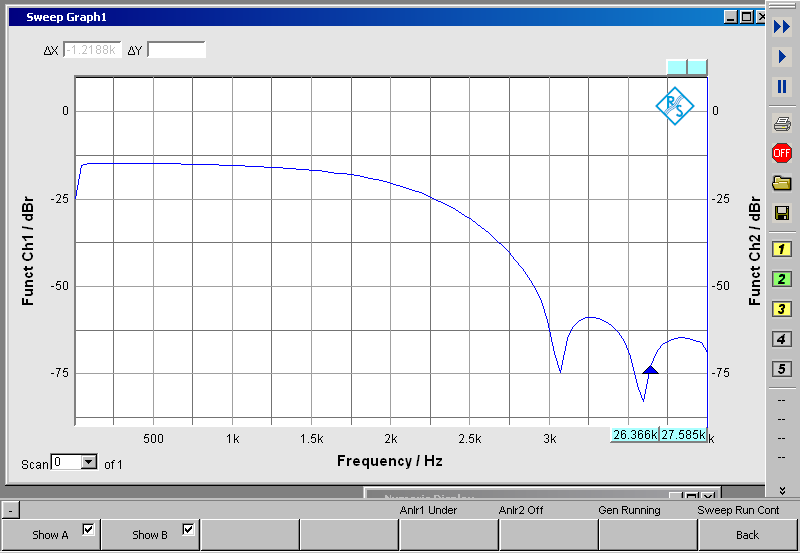 Sweep Graph1
ΔX -1.2188k ΔY
R S
0 0
-25 -25
-50 -50
-75 -75
Funct Ch1 / dBr
Funct Ch2 / dBr
500 1k 1.5k 2k 2.5k 3k 26.366k 27.585k k
Frequency / Hz
Scan 0 of 1
OFF
1
2
3
4
5
--
--
--
--
Numeric Display
- Anlr1 Under Anlr2 Off Gen Running Sweep Run Cont
Show A Show B Back